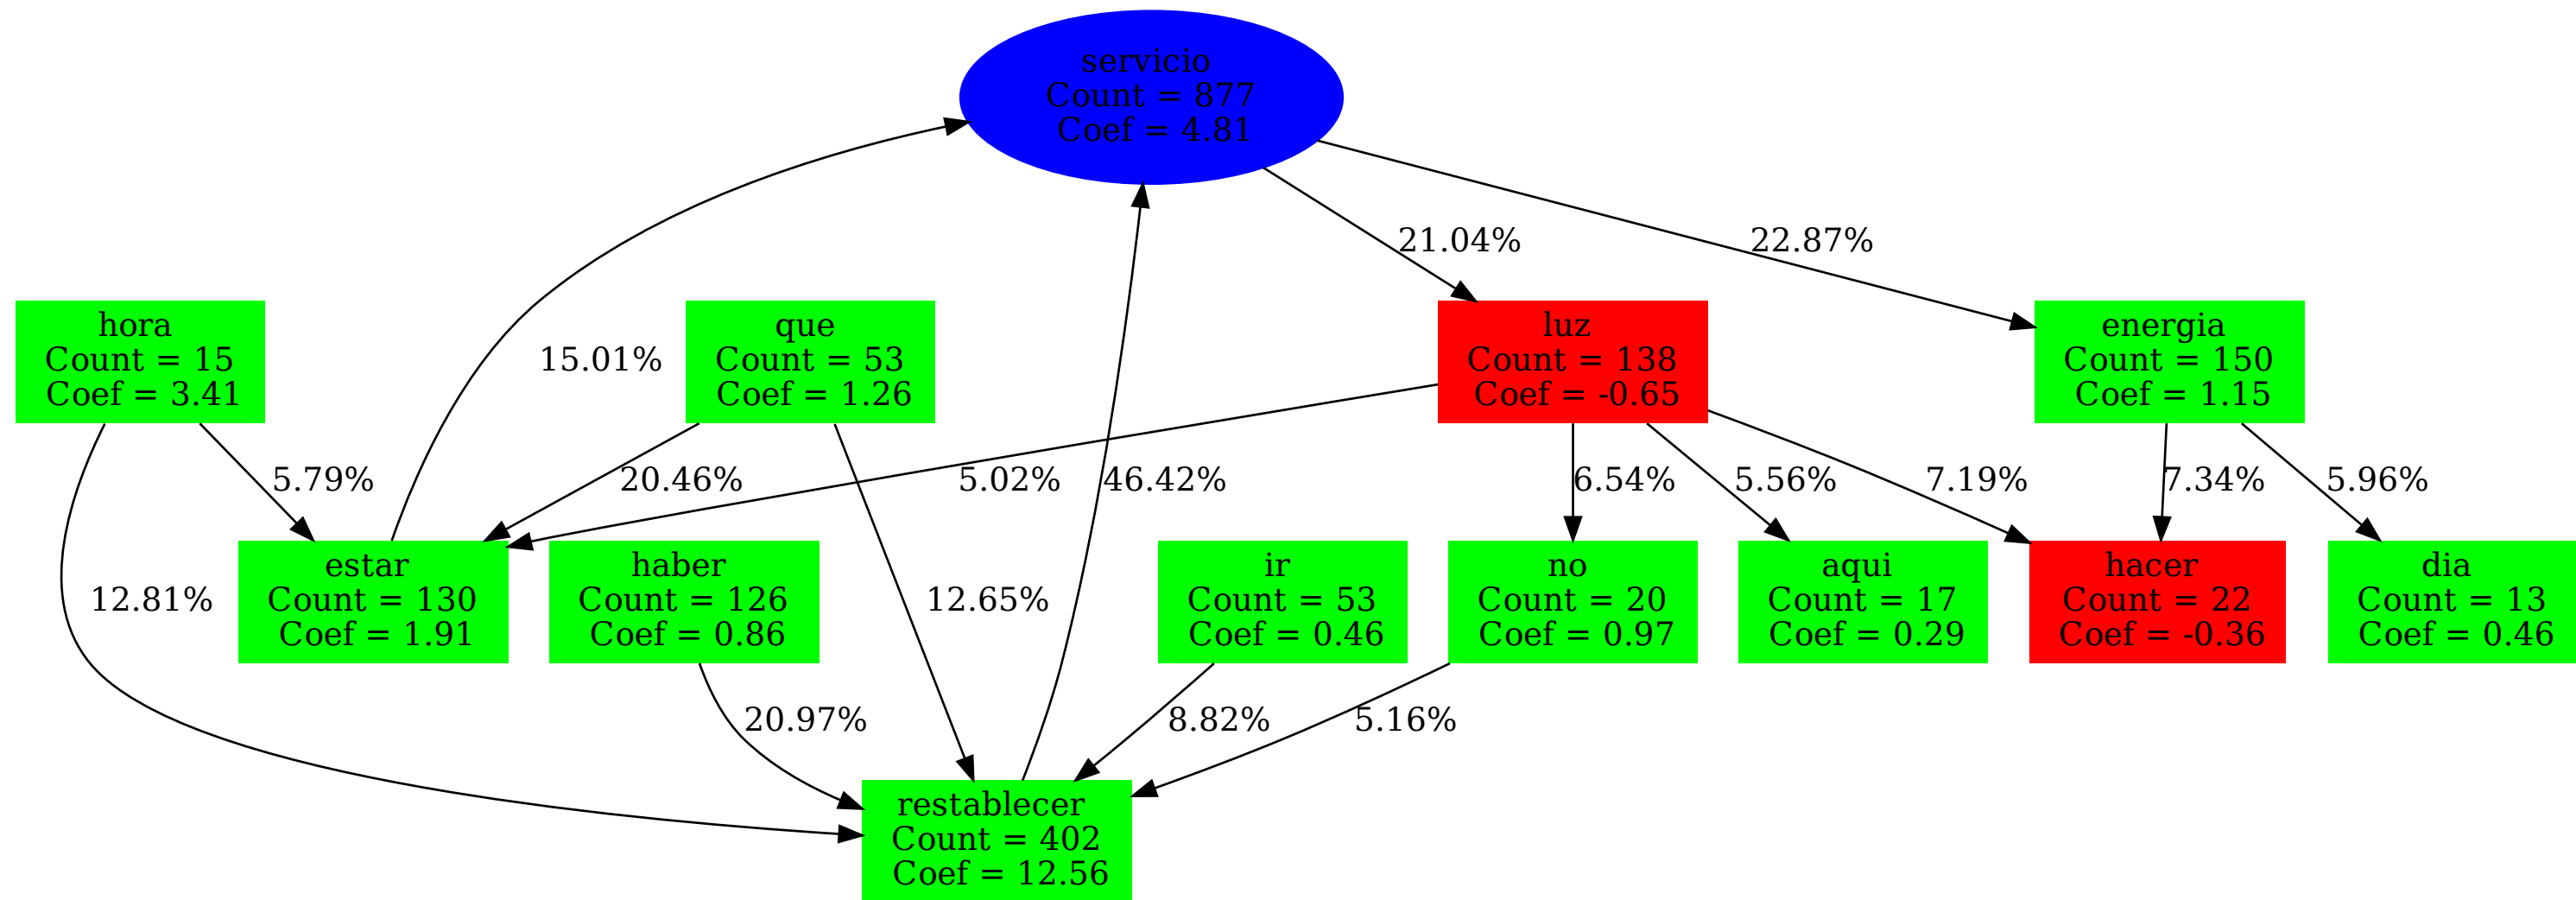 servicio
Count = 877
Coef = 4.81
21.04%
22.87%
hora
Count = 15
Coef = 3.41
15.01%
que
Count = 53
Coef = 1.26
luz
Count = 138
Coef = -0.65
energia
Count = 150
Coef = 1.15
5.79%
20.46%
5.02%
46.42%
6.54%
5.56%
7.19%
7.34%
5.96%
12.81%
estar
Count = 130
Coef = 1.91
haber
Count = 126
Coef = 0.86
12.65%
ir
Count = 53
Coef = 0.46
no
Count = 20
Coef = 0.97
aqui
Count = 17
Coef = 0.29
hacer
Count = 22
Coef = -0.36
dia
Count = 13
Coef = 0.46
20.97%
8.82%
5.16%
restablecer
Count = 402
Coef = 12.56